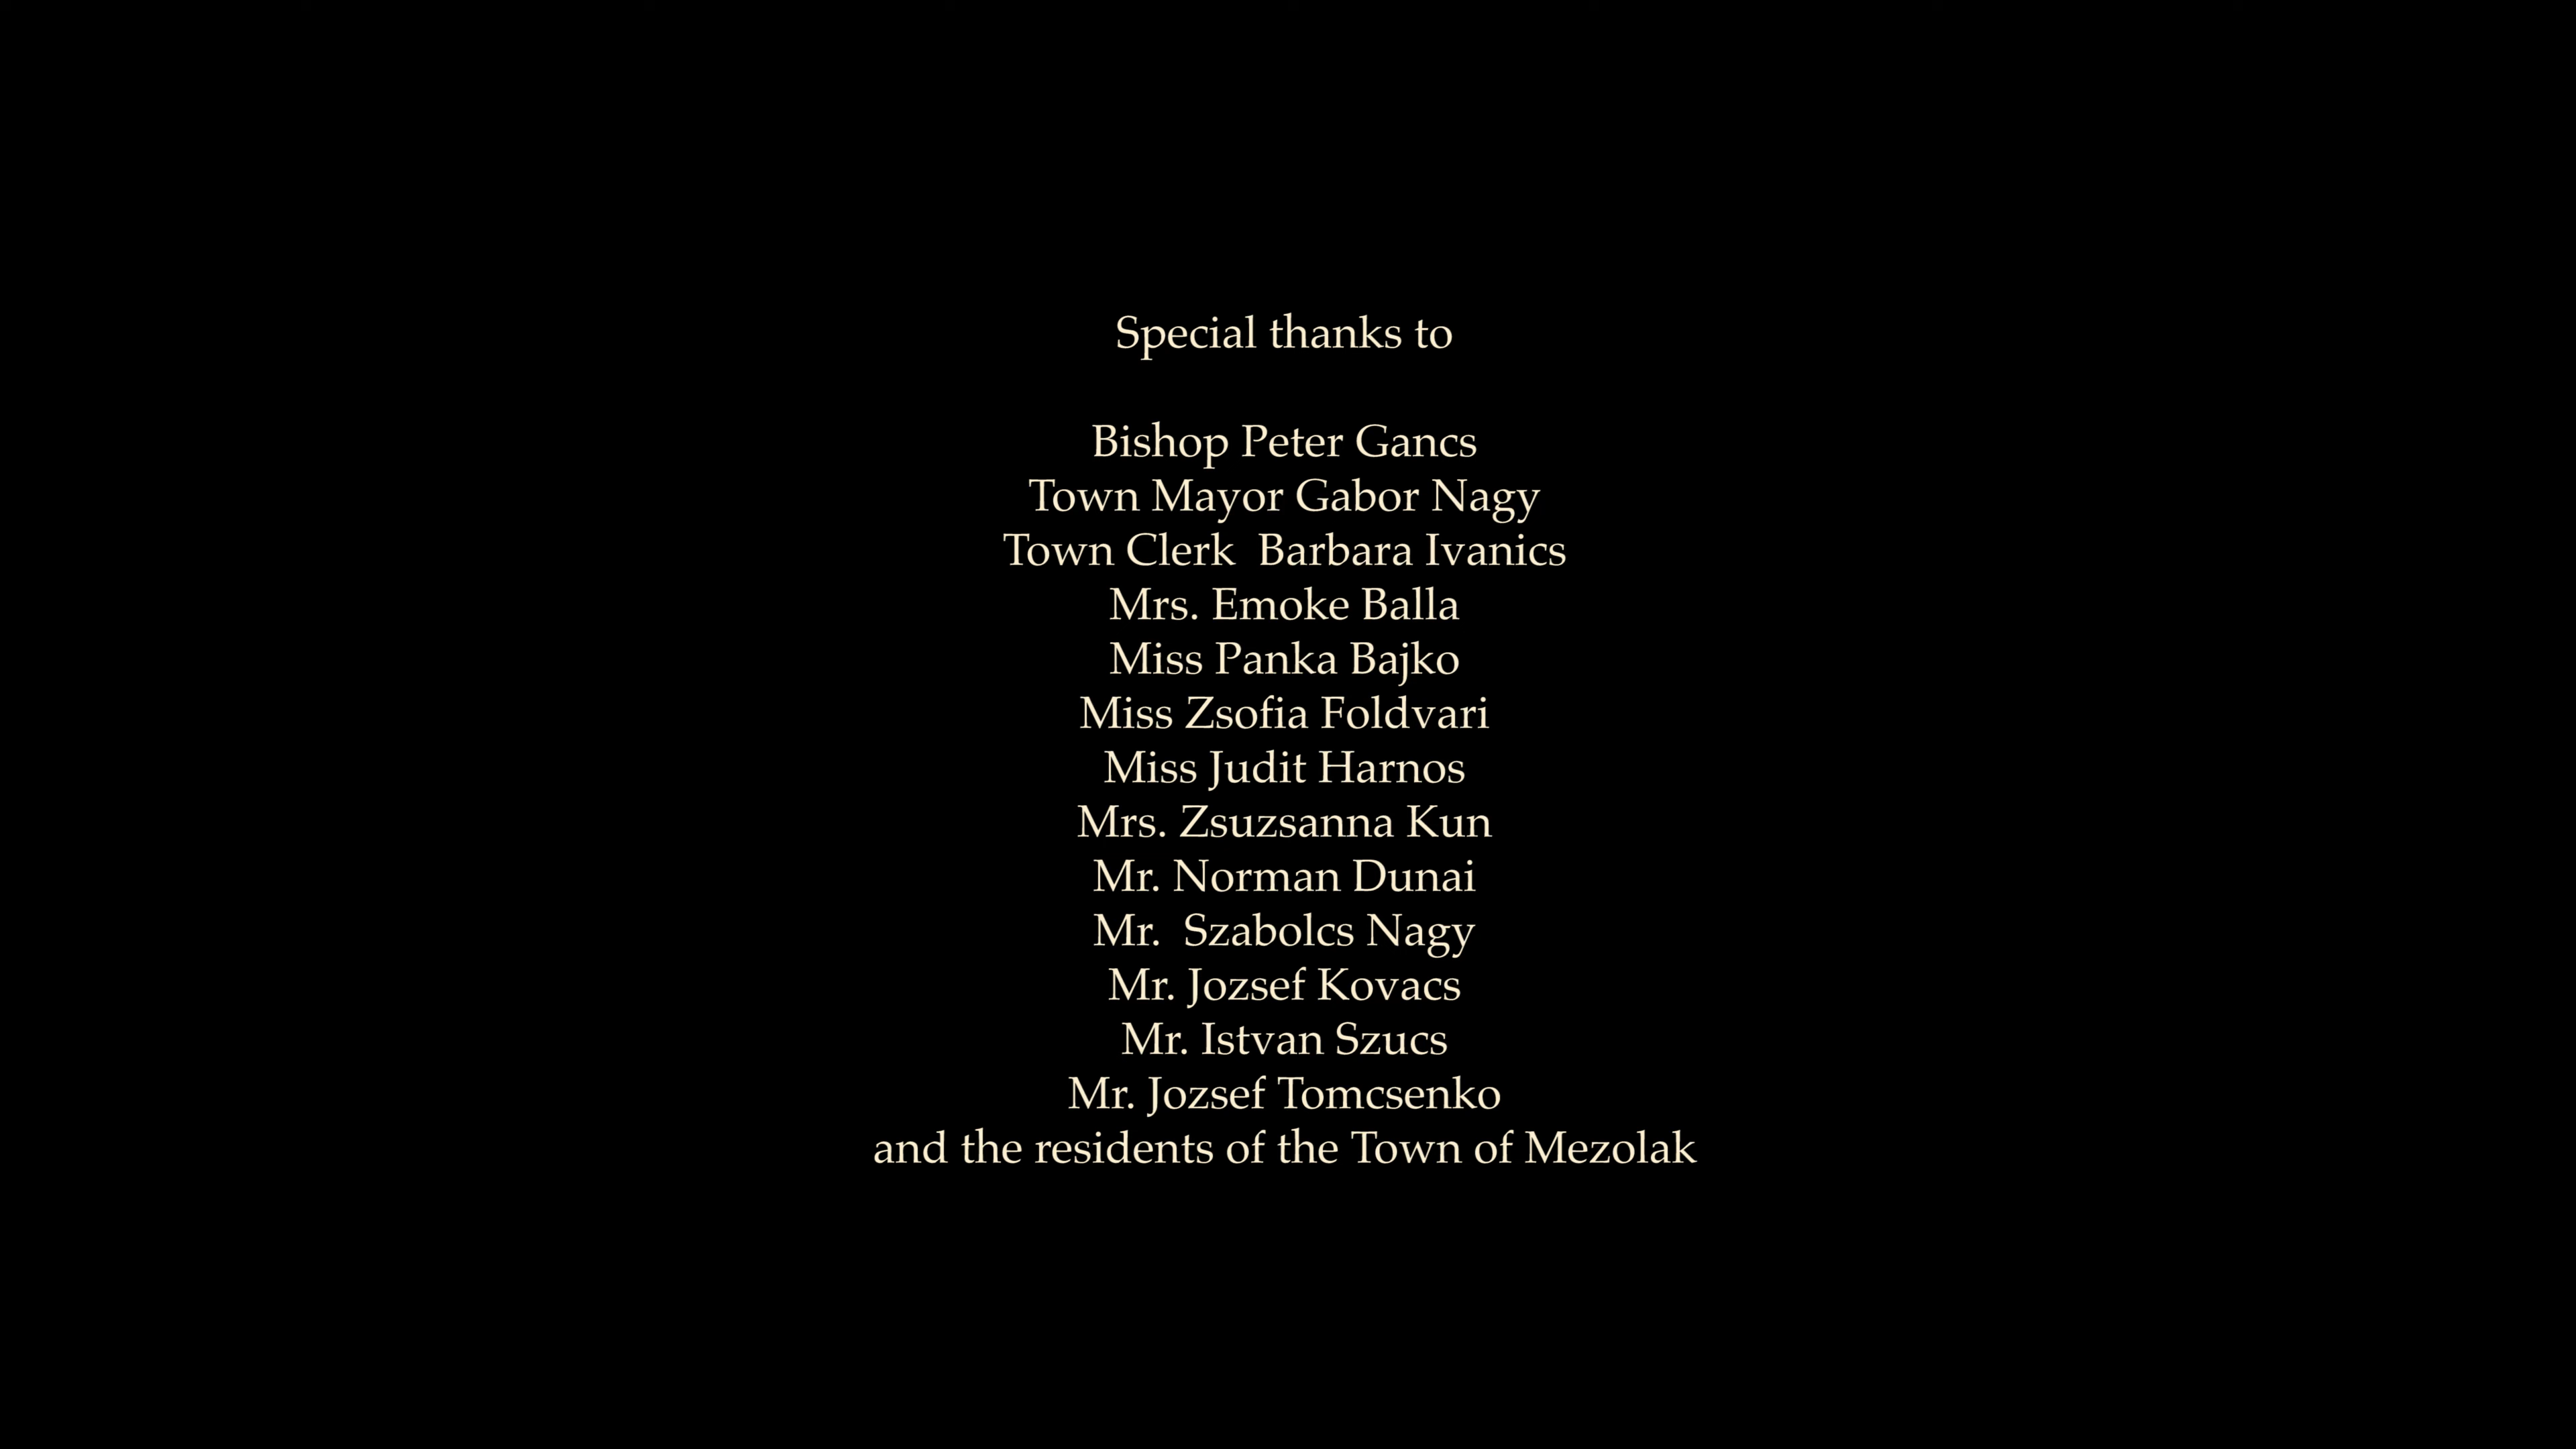 Special thanks to
Bishop Peter Gancs
Town Mayor Gabor Nagy
Town Clerk  Barbara Ivanics
Mrs. Emoke Balla
Miss Panka Bajko
Miss Zsofia Foldvari
Miss Judit Harnos
Mrs. Zsuzsanna Kun
Mr. Norman Dunai
Mr.  Szabolcs Nagy
Mr. Jozsef Kovacs
Mr. Istvan Szucs
Mr. Jozsef Tomcsenko
and the residents of the Town of Mezolak